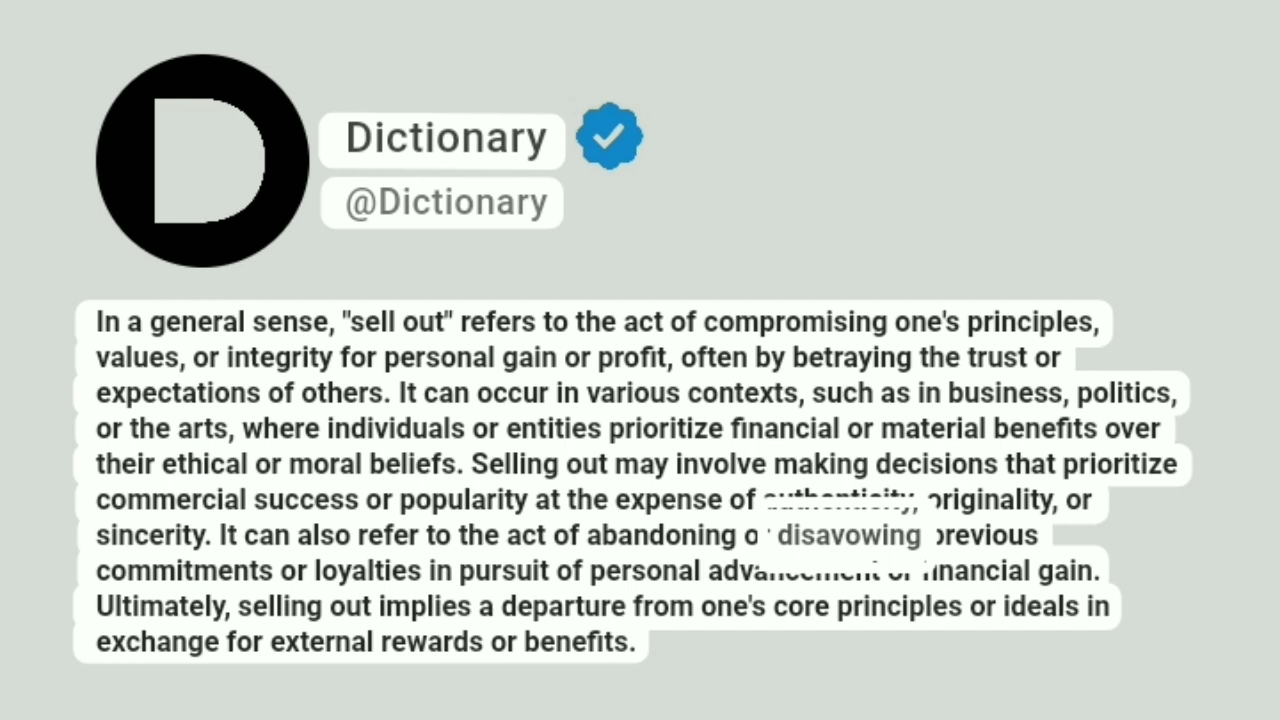 D
Dictionary
@Dictionary
In a general sense, "sell out" refers to the act of compromising one's principles,
values, or integrity for personal gain or profit, often by betraying the trust or
expectations of others. It can occur in various contexts, such as in business, politics,
or the arts, where individuals or entities prioritize financial or material benefits over
their ethical or moral beliefs. Selling out may involve making decisions that prioritize
commercial success or popularity at the expense of authenticity, originality, or
sincerity. It can also refer to the act of abandoning or disavowing previous
commitments or loyalties in pursuit of personal advancement or financial gain.
Ultimately, selling out implies a departure from one's core principles or ideals in
exchange for external rewards or benefits.